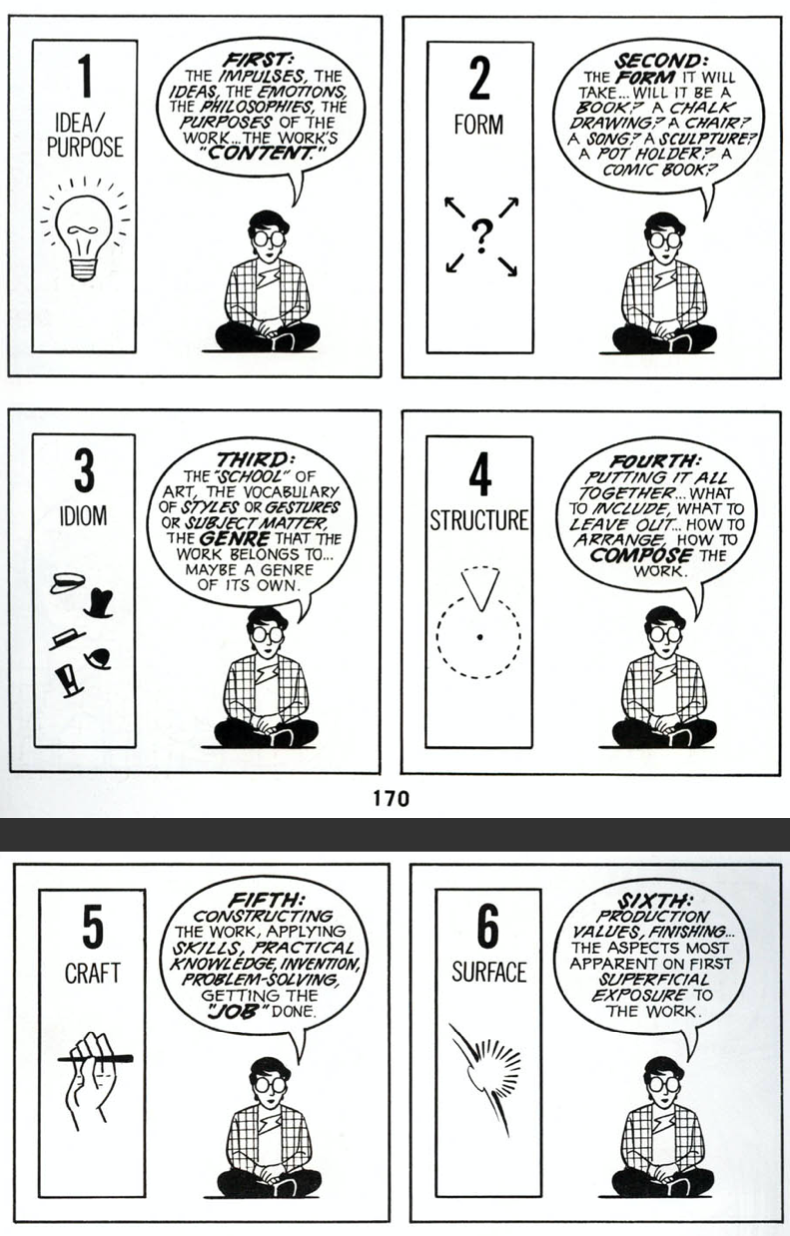 1
IDEA/
PURPOSE
FIRST:
THE IMPULSES, THE
IDEAS, THE EMOTIONS,
THE PHILOSOPHIES, THE
PURPOSES OF THE
WORK...THE WORK'S
"CONTENT."
2
FORM
?
SECOND:
THE FORM IT WILL
TAKE...WILL IT BE A
BOOK? A CHALK
DRAWING? A CHAIR?
A SONG? A SCULPTURE?
A POT HOLDER? A
COMIC BOOK?
3
IDIOM
THIRD:
THE "SCHOOL" OF
ART, THE VOCABULARY
OF STYLES OR GESTURES
OR SUBJECT MATTER,
THE GENRE THAT THE
WORK BELONGS TO...
MAYBE A GENRE
OF ITS OWN.
4
STRUCTURE
FOURTH:
PUTTING IT ALL
TOGETHER... WHAT
TO INCLUDE, WHAT TO
LEAVE OUT... HOW TO
ARRANGE, HOW TO
COMPOSE THE
WORK.
170
5
CRAFT
FIFTH:
CONSTRUCTING
THE WORK, APPLYING
SKILLS, PRACTICAL
KNOWLEDGE, INVENTION,
PROBLEM-SOLVING,
GETTING THE
"JOB" DONE.
6
SURFACE
SIXTH:
PRODUCTION
VALUES, FINISHING...
THE ASPECTS MOST
APPARENT ON FIRST
SUPERFICIAL
EXPOSURE TO
THE WORK.